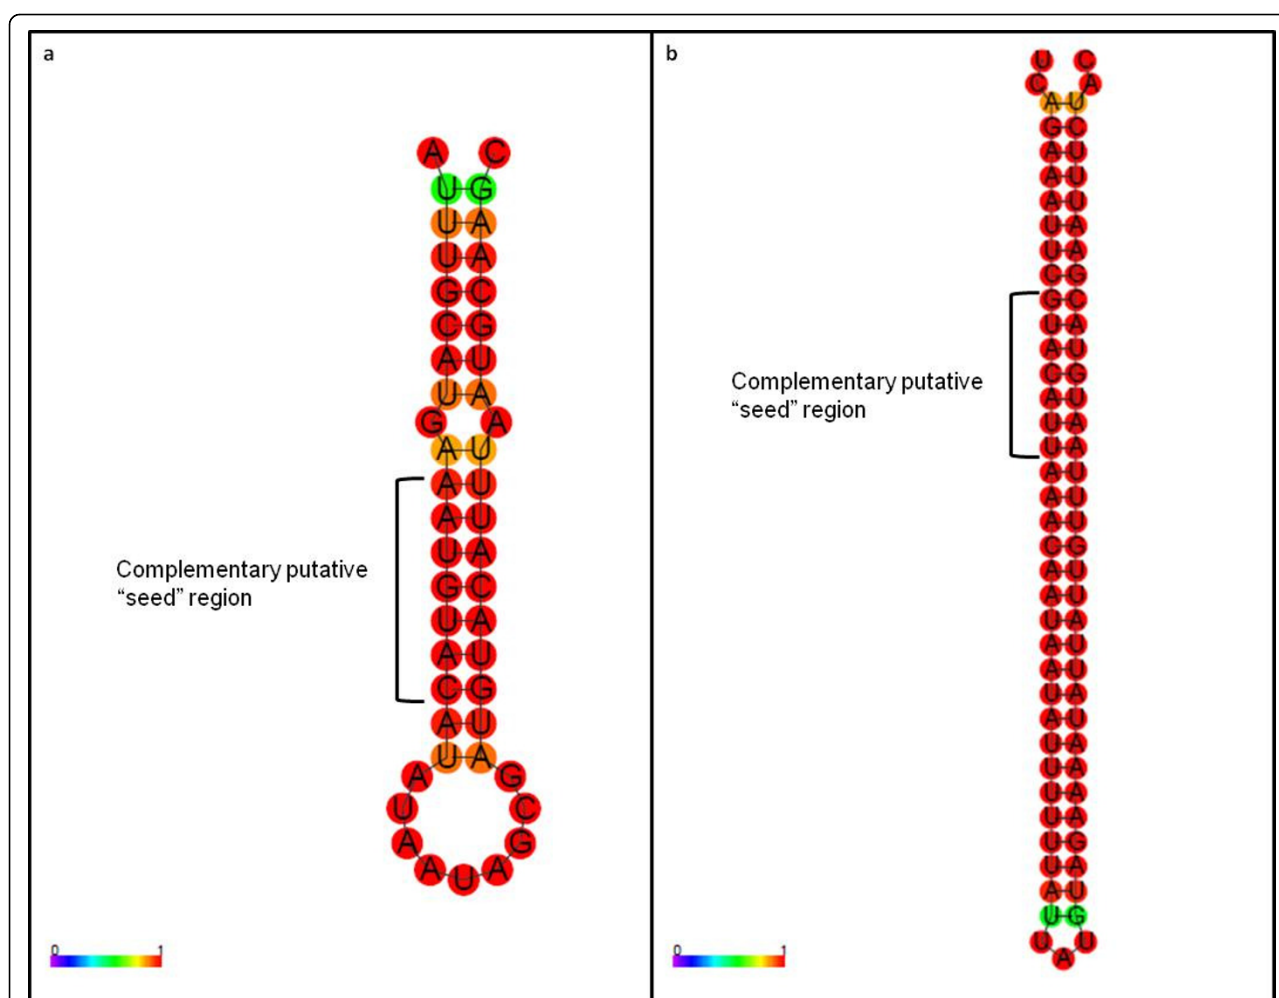 a
A C
U G
U A
U A
G C
C G
A U
U A
G A
A U
A U
A U
U A
G C
U A
A U
C G
A U
U A
A G
U C
A G
A A
U
Complementary putative
“seed” region
0 1
b
U C
C A
A U
G C
A U
A U
A U
U A
U A
C G
G C
U A
A U
C G
A U
U A
U A
A U
A U
A U
C G
A U
A U
U A
A U
A U
U A
A U
U A
U A
U A
U A
U G
U A
A U
U G
U U
A
Complementary putative
“seed” region
0 1